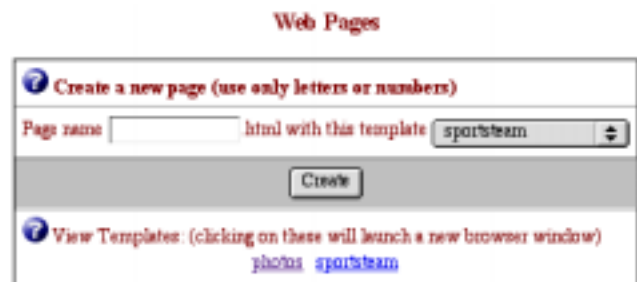 Web Pages
? Create a new page (use only letters or numbers)
Page name .html with this template sportsteam
Create
? View Templates: (clicking on these will launch a new browser window)
photos sportsteam